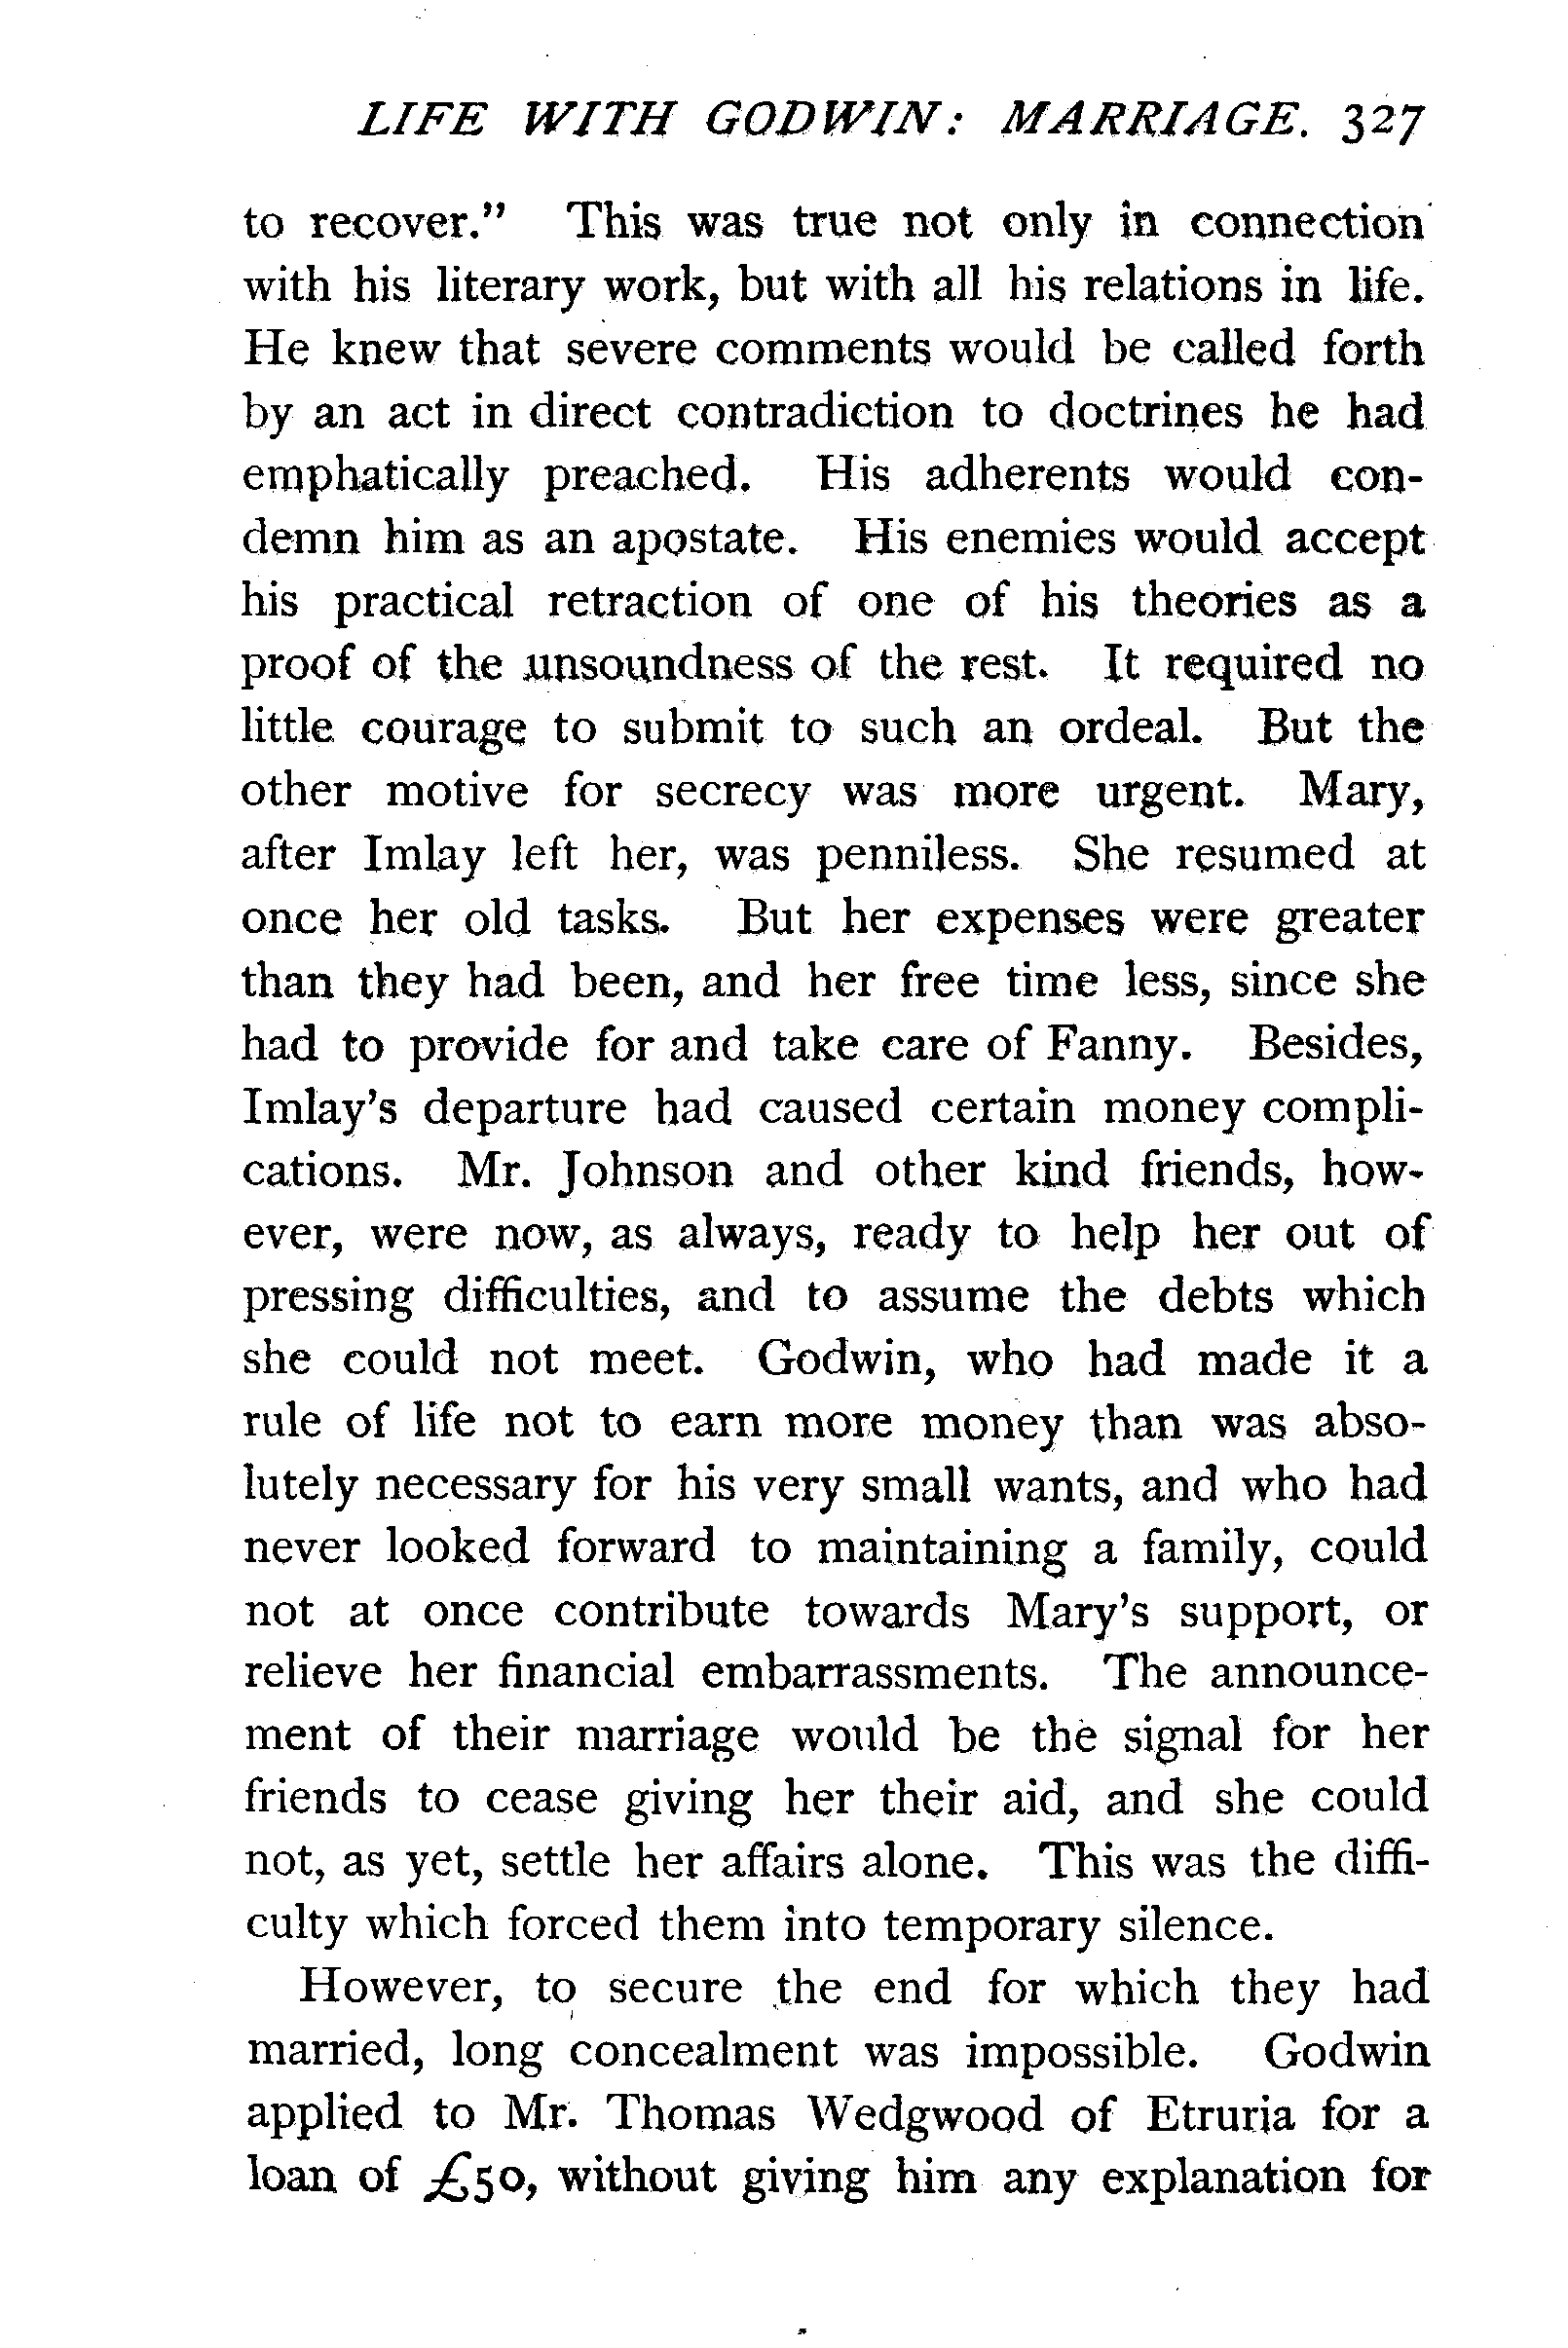 LIFE WITH GODWIN: MARRIAGE. 327
to recover." This was true not only in connection
with his literary work, but with all his relations in life.
He knew that severe comments would be called forth
by an act in direct contradiction to doctrines he had
emphatically preached. His adherents would con-
demn him as an apostate. His enemies would accept
his practical retraction of one of his theories as a
proof of the unsoundness of the rest. It required no
little courage to submit to such an ordeal. But the
other motive for secrecy was more urgent. Mary,
after Imlay left her, was penniless. She resumed at
once her old tasks. But her expenses were greater
than they had been, and her free time less, since she
had to provide for and take care of Fanny. Besides,
Imlay's departure had caused certain money compli-
cations. Mr. Johnson and other kind friends, how-
ever, were now, as always, ready to help her out of
pressing difficulties, and to assume the debts which
she could not meet. Godwin, who had made it a
rule of life not to earn more money than was abso-
lutely necessary for his very small wants, and who had
never looked forward to maintaining a family, could
not at once contribute towards Mary's support, or
relieve her financial embarrassments. The announce-
ment of their marriage would be the signal for her
friends to cease giving her their aid, and she could
not, as yet, settle her affairs alone. This was the diffi-
culty which forced them into temporary silence.
However, to secure the end for which they had
married, long concealment was impossible. Godwin
applied to Mr. Thomas Wedgwood of Etruria for a
loan of £50, without giving him any explanation for